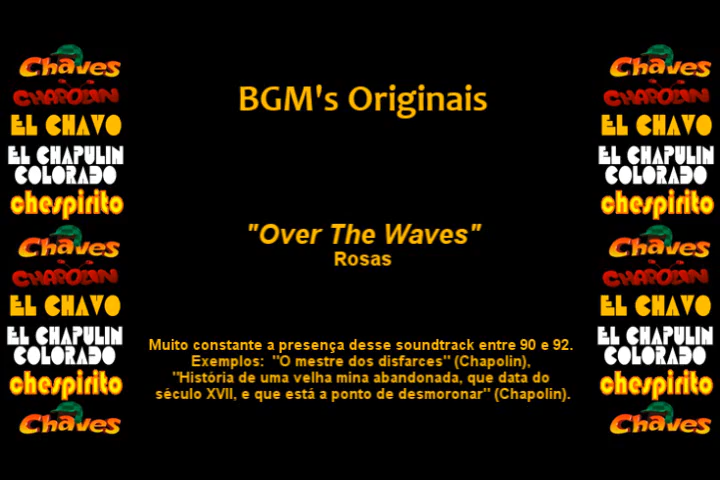 Chaves
CHAPOLIN
EL CHAVO
EL CHAPULIN
COLORADO
chespirito
Chaves
CHAPOLIN
EL CHAVO
EL CHAPULIN
COLORADO
chespirito
Chaves
BGM's Originais
"Over The Waves"
Rosas
Muito constante a presença desse soundtrack entre 90 e 92.
Exemplos: "O mestre dos disfarces" (Chapolin),
"História de uma velha mina abandonada, que data do
século XVII, e que está a ponto de desmoronar" (Chapolin).
Chaves
CHAPOLIN
EL CHAVO
EL CHAPULIN
COLORADO
chespirito
Chaves
CHAPOLIN
EL CHAVO
EL CHAPULIN
COLORADO
chespirito
Chaves